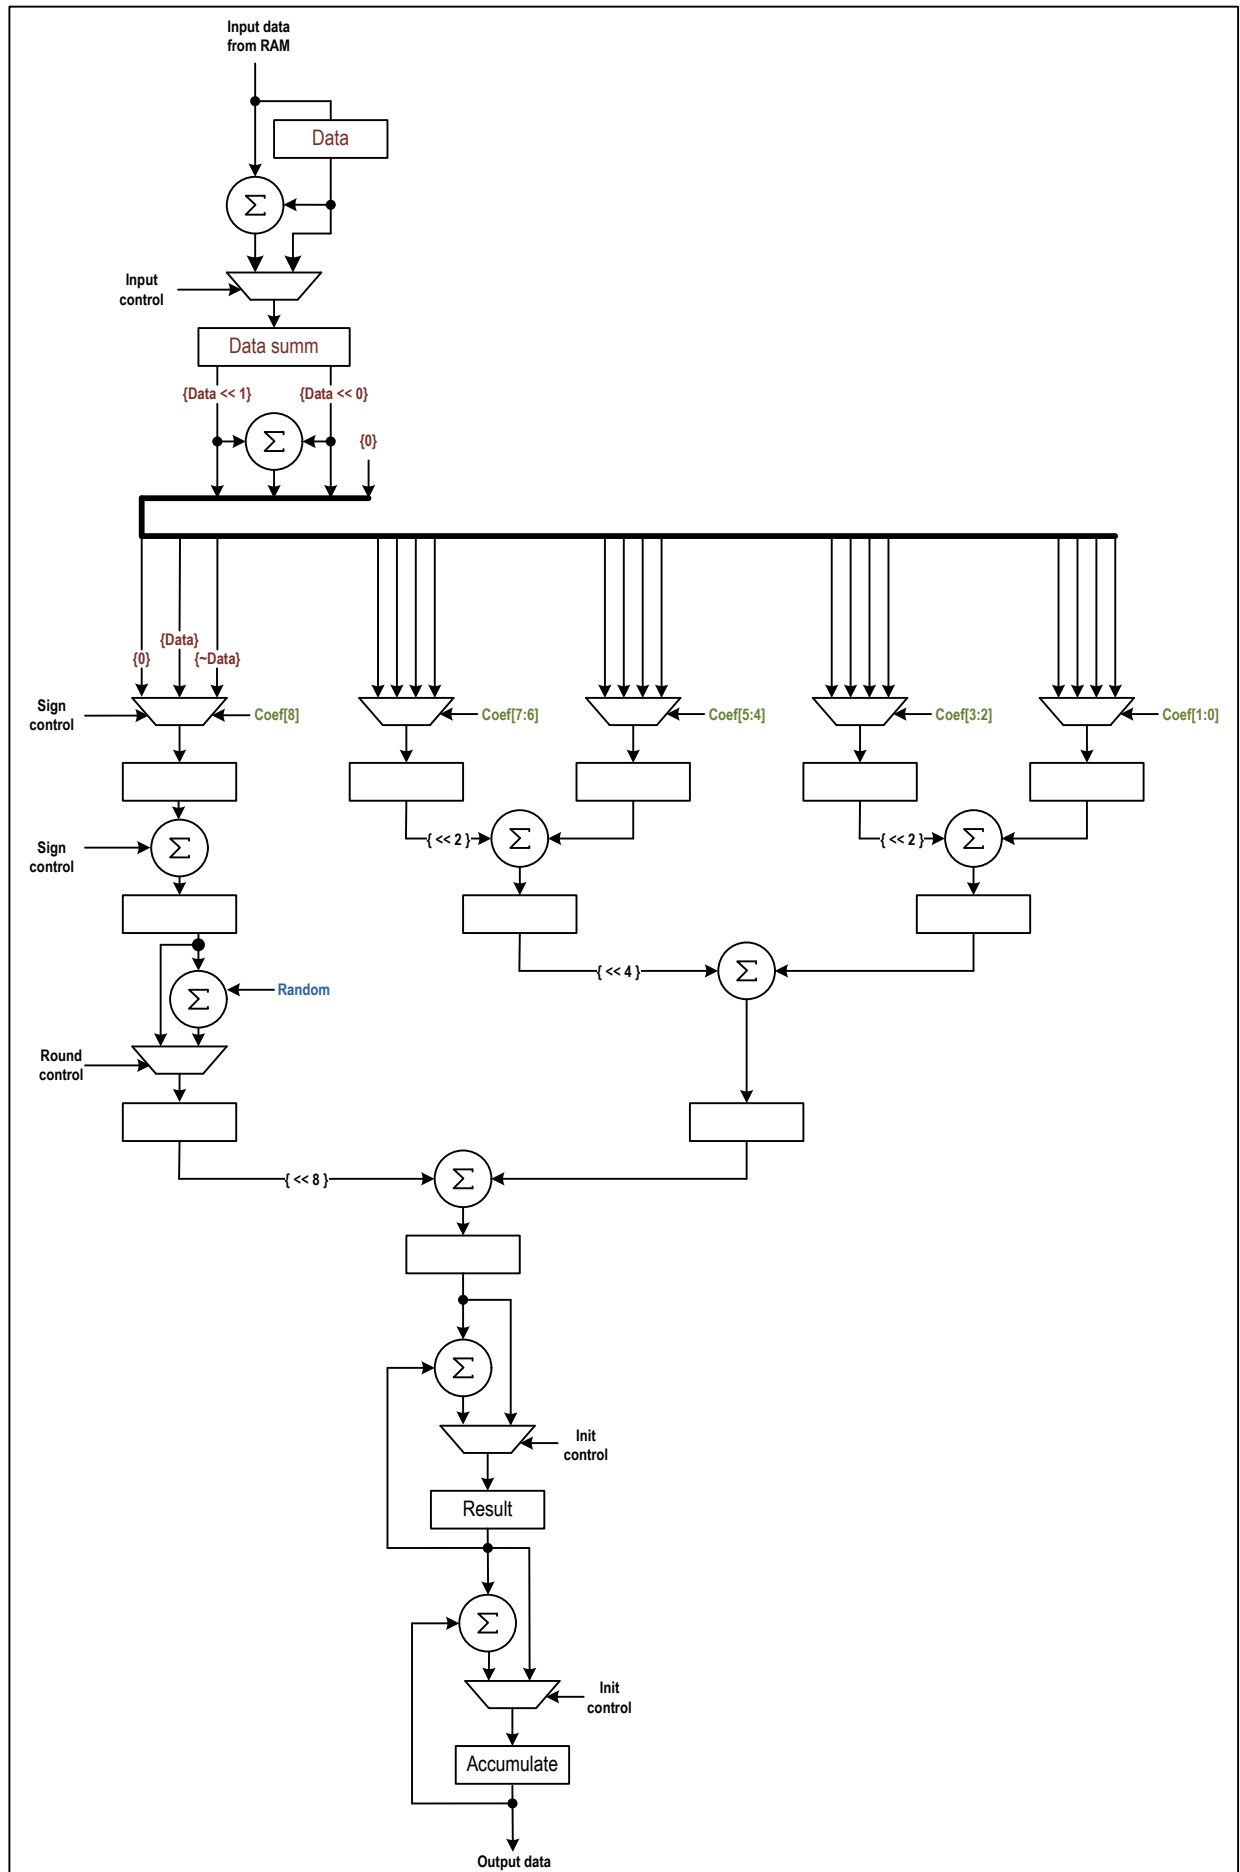 Input data
from RAM
Data
Σ
Input
control
Data summ
{Data << 1}
{Data << 0}
Σ
{0}
{0}
{Data}
{~Data}
Sign
control
Coef[8]
Coef[7:6]
Coef[5:4]
Coef[3:2]
Coef[1:0]
Sign
control
Σ
{ << 2 }
Σ
{ << 2 }
Σ
{ << 4 }
Σ
Σ
Random
Round
control
{ << 8 }
Σ
Σ
Init
control
Result
Σ
Init
control
Accumulate
Output data